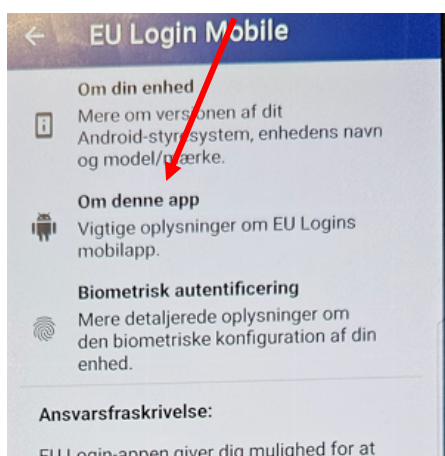 EU Login Mobile
Om din enhed
Mere om versionen af dit
Android-styresystem, enhedens navn
og model/mærke.
Om denne app
Vigtige oplysninger om EU Logins
mobilapp.
Biometrisk autentificering
Mere detaljerede oplysninger om
den biometriske konfiguration af din
enhed.
Ansvarsfraskrivelse:
EU Login-appen giver dig mulighed for at